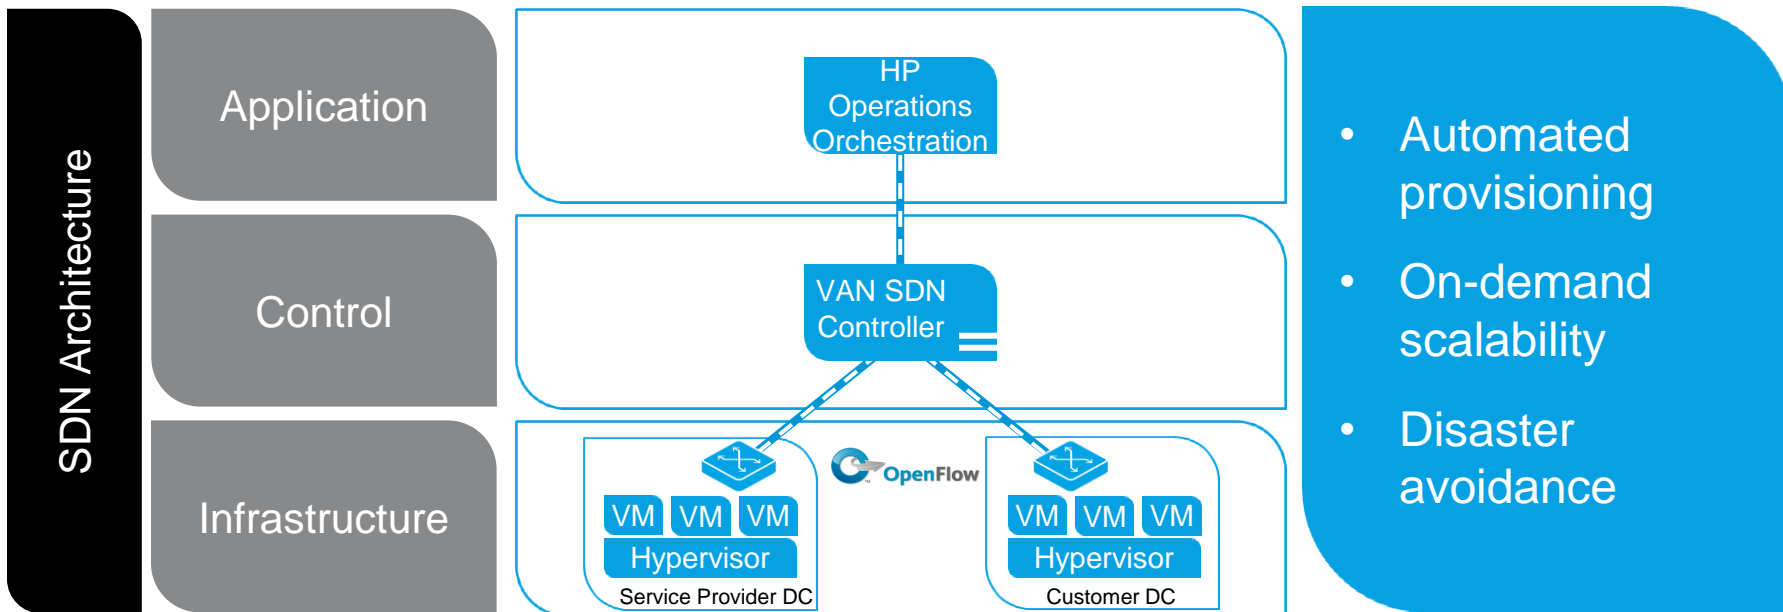 SDN Architecture
Application
HP
Operations
Orchestration
Control
VAN SDN
Controller
Infrastructure
OpenFlow
™
VM VM VM
Hypervisor
Service Provider DC
VM VM VM
Hypervisor
Customer DC
• Automated
provisioning
• On-demand
scalability
• Disaster
avoidance